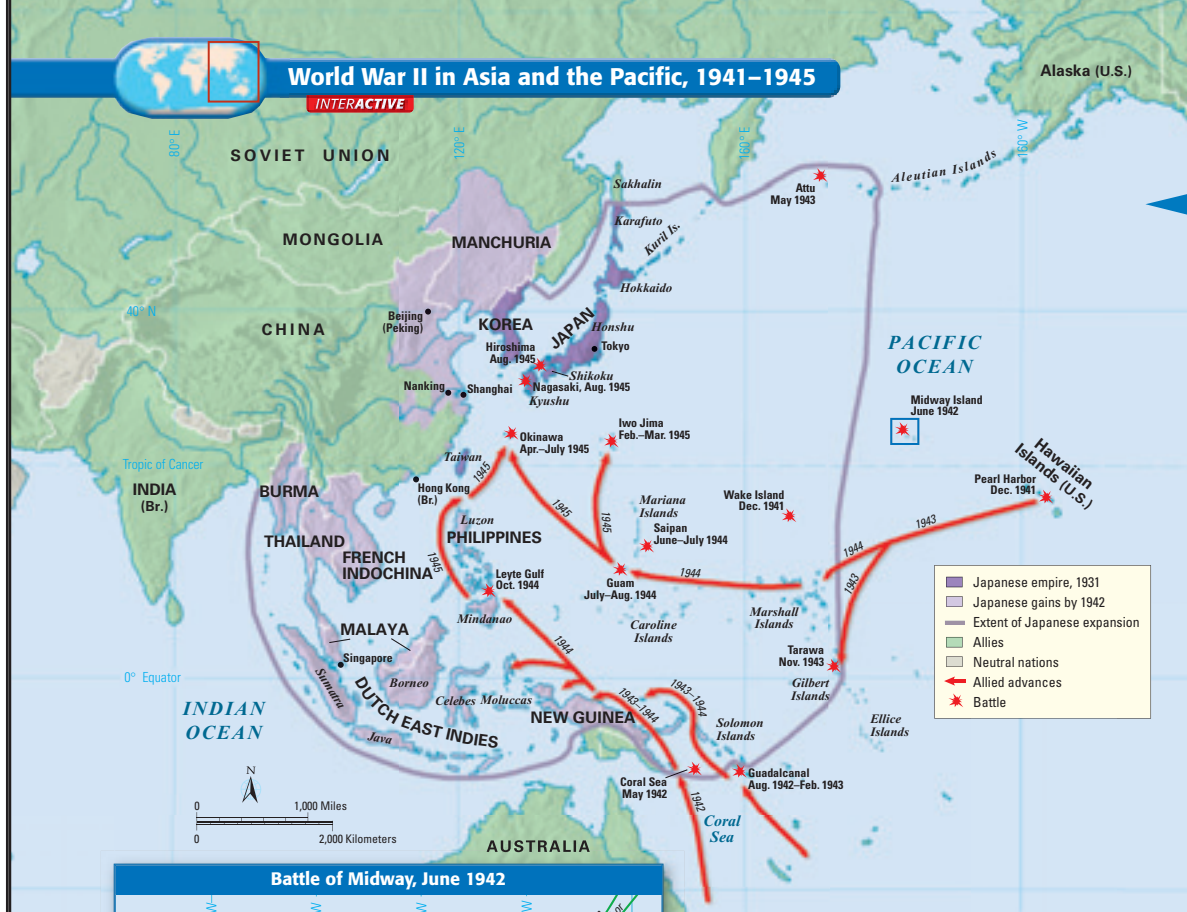 World War II in Asia and the Pacific, 1941–1945
INTERACTIVE
Alaska (U.S.)
80° E
120° E
160° E
160° W
SOVIET UNION
Aleutian Islands
Sakhalin
Attu
May 1943
Karafuto
MONGOLIA
MANCHURIA
Kuril Is.
Hokkaido
40° N
Beijing
(Peking)
CHINA
KOREA
JAPAN
Honshu
Hiroshima
Aug. 1945
Tokyo
PACIFIC
OCEAN
Shikoku
Nanking
Shanghai
Nagasaki, Aug. 1945
Kyushu
Midway Island
June 1942
Iwo Jima
Feb.–Mar. 1945
Okinawa
Apr.–July 1945
Taiwan
1945
Tropic of Cancer
Hawaiian
Islands (U.S.)
Pearl Harbor
Dec. 1941
INDIA
(Br.)
BURMA
Hong Kong
(Br.)
Mariana
Islands
Wake Island
Dec. 1941
1945
1945
Luzon
Saipan
June–July 1944
1943
THAILAND
PHILIPPINES
1944
FRENCH
INDOCHINA
1945
Leyte Gulf
Oct. 1944
Guam
July–Aug. 1944
1944
1943
Mindanao
Caroline
Islands
Marshall
Islands
MALAYA
1944
Tarawa
Nov. 1943
Singapore
0° Equator
Sumatra
Borneo
Celebes
Moluccas
Gilbert
Islands
1943–1944
1943–1944
INDIAN
OCEAN
DUTCH EAST INDIES
NEW GUINEA
Solomon
Islands
Ellice
Islands
Java
N
Coral Sea
May 1942
Guadalcanal
Aug. 1942–Feb. 1943
1942
0
1,000 Miles
0
2,000 Kilometers
Coral
Sea
AUSTRALIA
Japanese empire, 1931
Japanese gains by 1942
Extent of Japanese expansion
Allies
Neutral nations
Allied advances
Battle
Battle of Midway, June 1942